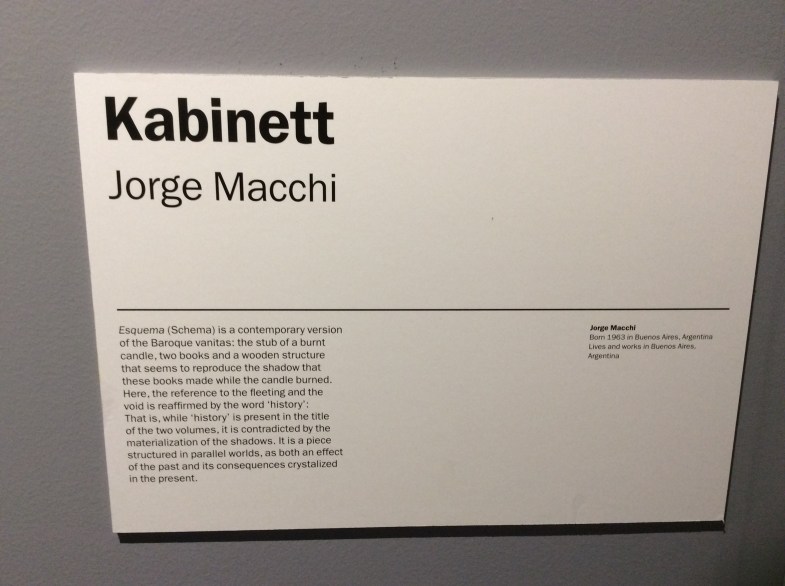 Kabinett
Jorge Macchi
Esquema (Schema) is a contemporary version
of the Baroque vanitas: the stub of a burnt
candle, two books and a wooden structure
that seems to reproduce the shadow that
these books made while the candle burned.
Here, the reference to the fleeting and the
void is reaffirmed by the word ‘history’:
That is, while ‘history’ is present in the title
of the two volumes, it is contradicted by the
materialization of the shadows. It is a piece
structured in parallel worlds, as both an effect
of the past and its consequences crystalized
in the present.
Jorge Macchi
Born 1963 in Buenos Aires, Argentina
Lives and works in Buenos Aires,
Argentina